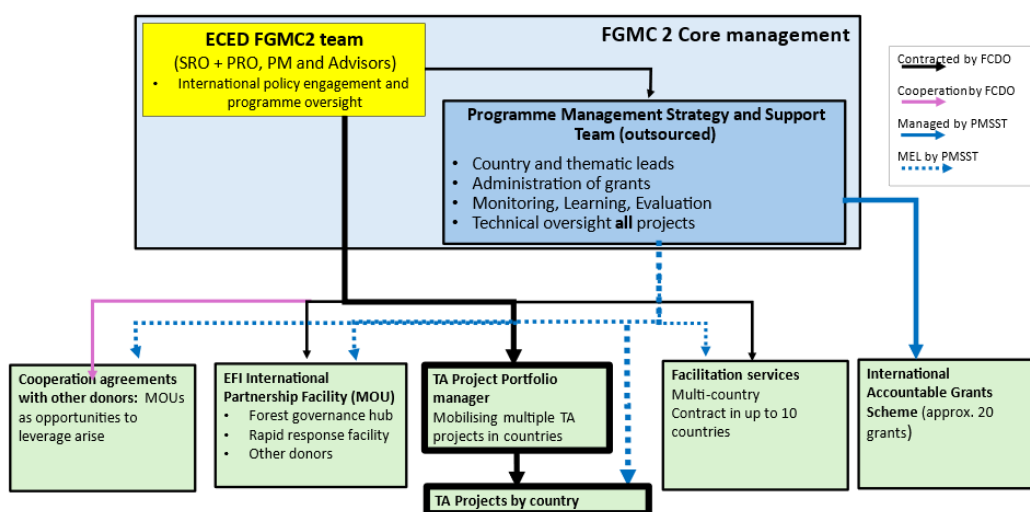 ECED FGMC2 team
(SRO + PRO, PM and Advisors)
• International policy engagement and
programme oversight
FGMC 2 Core management
Programme Management Strategy and Support
Team (outsourced)
• Country and thematic leads
• Administration of grants
• Monitoring, Learning, Evaluation
• Technical oversight all projects
Contracted by FCDO
Cooperation by FCDO
Managed by PMSST
MEL by PMSST
Cooperation agreements
with other donors: MOUs
as opportunities to
leverage arise
EFI International
Partnership Facility (MOU)
• Forest governance hub
• Rapid response facility
• Other donors
TA Project Portfolio
manager
Mobilising multiple TA
projects in countries
TA Projects by country
Facilitation services
Multi-country
Contract in up to 10
countries
International
Accountable Grants
Scheme (approx. 20
grants)